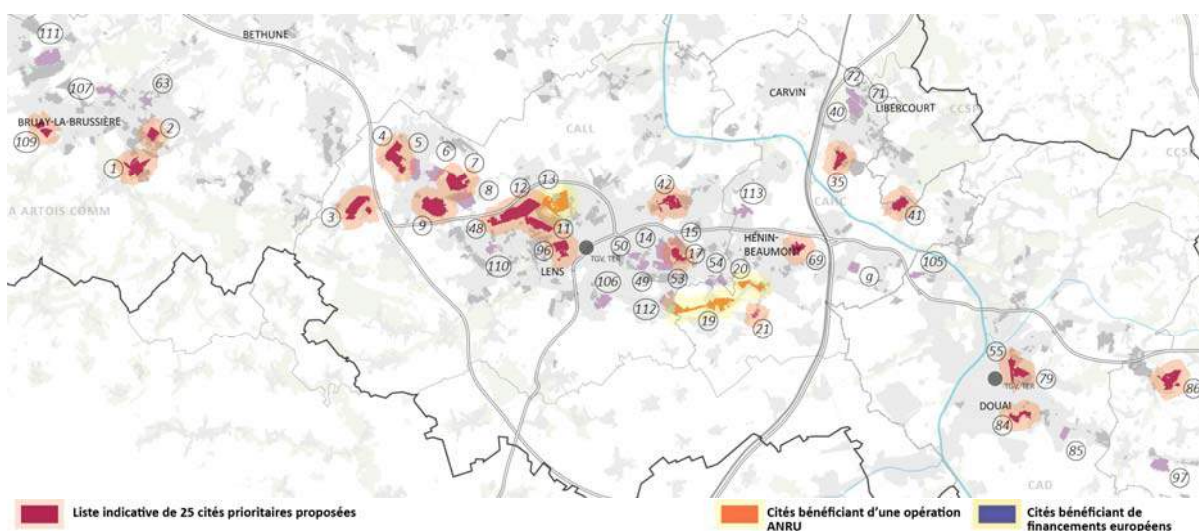 111
BETHUNE
107
63
72
71
CARVIN
40
LIBERCOURT
CCSP
BRUAY-LA-BRUSSIÈRE
2
109
4
5
CALL
1
6
7
35
8
12
13
42
113
41
A ARTOIS COMM
3
9
48
11
CAHC
HÉNIN-
BEAUMONT
14
15
50
17
69
96
TGV, TER
LENS
110
54
20
g
105
106
49
53
112
19
21
55
TGV, TER
79
86
DOUAI
84
85
97
CAD
Liste indicative de 25 cités prioritaires proposées
Cités bénéficiant d'une opération
ANRU
Cités bénéficiant de
financements européens